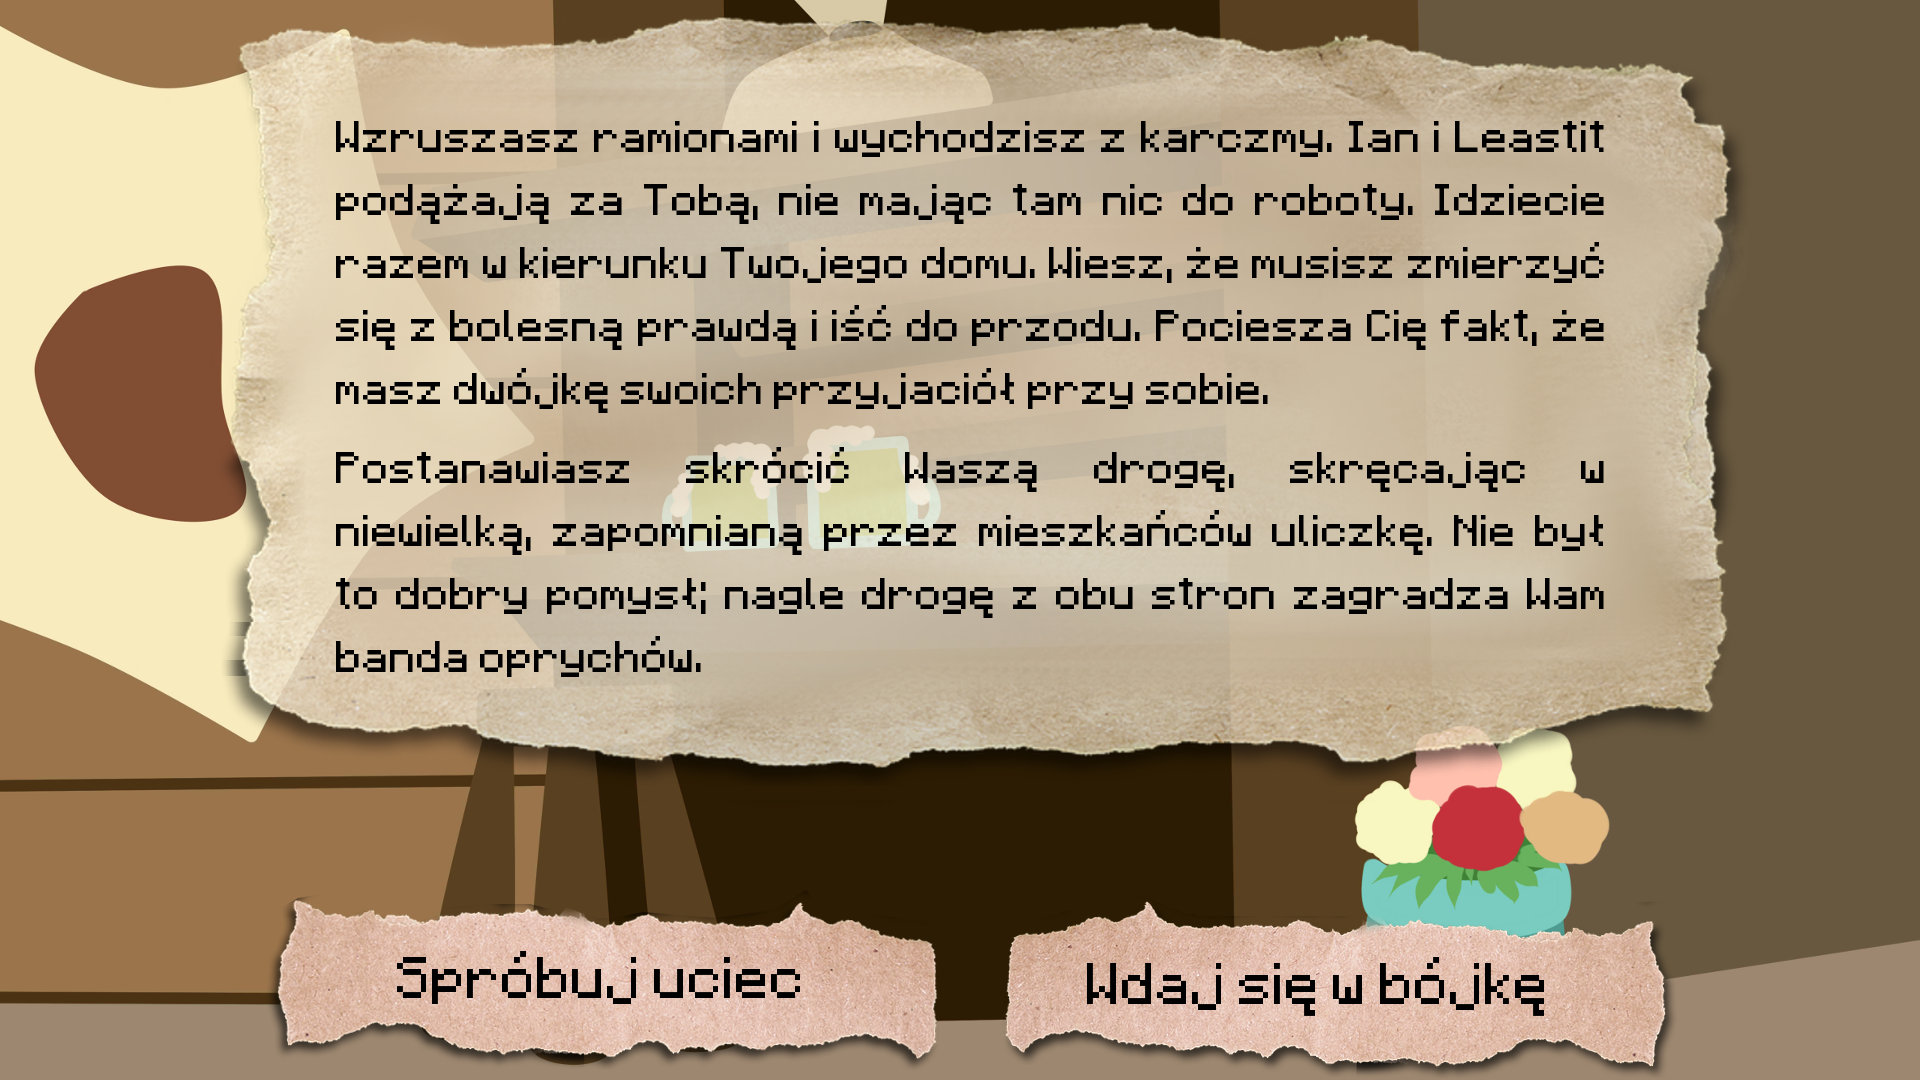 Wzruszasz ramionami i wychodzisz z karczmy. Ian i Leastit
podążają za Tobą, nie mając tam nic do roboty. Idziecie
razem w kierunku Twojego domu. Wiesz, że musisz zmierzyć
się z bolesną prawdą i iść do przodu. Pociesza Cię fakt, że
masz dwójkę swoich przyjaciół przy sobie.
Postanawiasz skrócić Waszą drogę, skręcając w
niewielką, zapomnianą przez mieszkańców uliczkę. Nie był
to dobry pomysł; nagle drogę z obu stron zagradza Wam
banda oprychów.
Spróbuj uciec
Wdaj się w bójkę